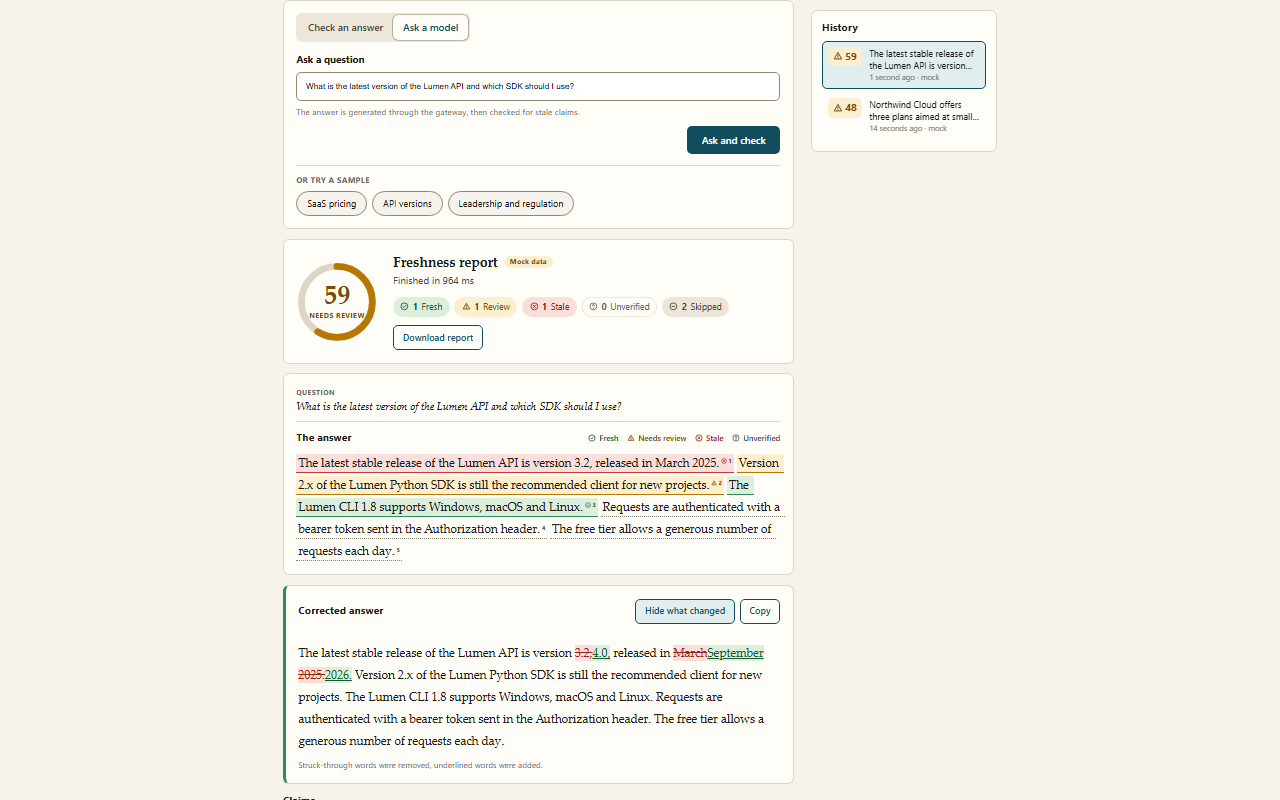 Check an answer
Ask a model
Ask a question
What is the latest version of the Lumen API and which SDK should I use?
The answer is generated through the gateway, then checked for stale claims.
Ask and check
OR TRY A SAMPLE
SaaS pricing
API versions
Leadership and regulation
59
NEEDS REVIEW
Freshness report
Mock data
Finished in 964 ms
1 Fresh
1 Review
1 Stale
0 Unverified
2 Skipped
Download report
QUESTION
What is the latest version of the Lumen API and which SDK should I use?
The answer
Fresh
Needs review
Stale
Unverified
The latest stable release of the Lumen API is version 3.2, released in March 2025. 1 Version
2.x of the Lumen Python SDK is still the recommended client for new projects. 2 The
Lumen CLI 1.8 supports Windows, macOS and Linux. 3 Requests are authenticated with a
bearer token sent in the Authorization header. 4 The free tier allows a generous number of
requests each day. 5
Corrected answer
Hide what changed
Copy
The latest stable release of the Lumen API is version 3.2,4.0, released in MarchSeptember
2025.2026. Version 2.x of the Lumen Python SDK is still the recommended client for new
projects. The Lumen CLI 1.8 supports Windows, macOS and Linux. Requests are
authenticated with a bearer token sent in the Authorization header. The free tier allows a
generous number of requests each day.
Struck-through words were removed, underlined words were added.
Claims
History
59
The latest stable release of
the Lumen API is version...
1 second ago · mock
48
Northwind Cloud offers
three plans aimed at small...
14 seconds ago · mock